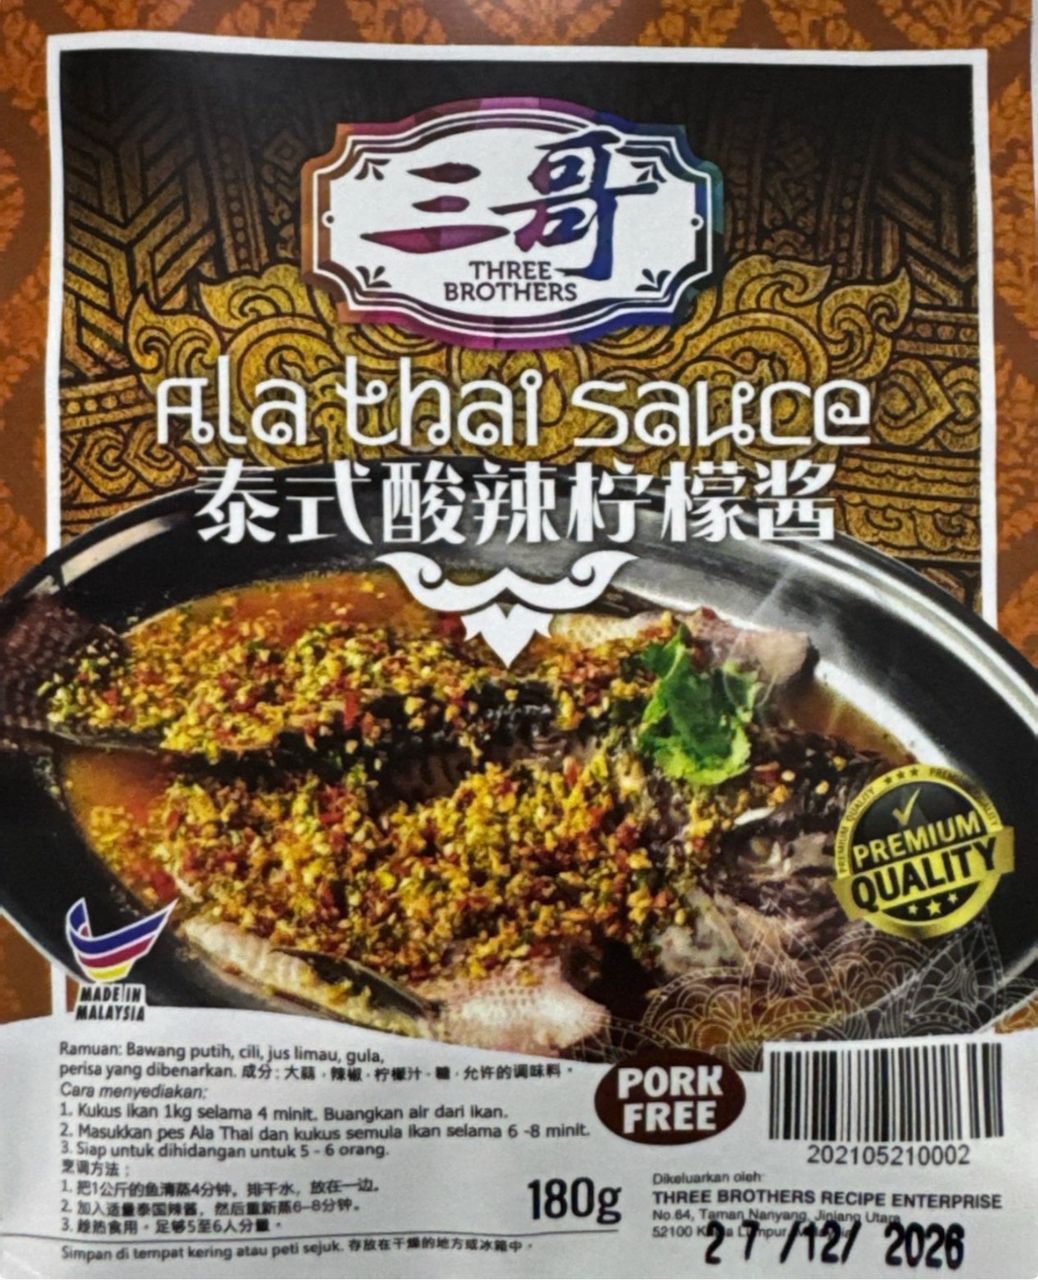 三哥
THREE
BROTHERS
Ala thai sauce
泰式酸辣柠檬酱
PREMIUM QUALITY
PREMIUM
QUALITY
MADE IN
MALAYSIA
Ramuan: Bawang putih, cili, jus limau, gula,
perisa yang dibenarkan. 成分:大蒜,辣椒,柠檬汁,糖,允许的调味料。
Cara menyediakan:
1. Kukus ikan 1kg selama 4 minit. Buangkan air dari ikan.
2. Masukkan pes Ala Thai dan kukus semula ikan selama 6 -8 minit.
3. Siap untuk dihidangan untuk 5 - 6 orang.
烹调方法:
1. 把1公斤的鱼清蒸4分钟。排干水,放在一边。
2. 加入适量泰国辣酱,然后重新蒸6-8分钟。
3. 趁热食用。足够5至6人分量。
Simpan di tempat kering atau peti sejuk. 存放在干燥的地方或冰箱中。
PORK
FREE
180g
202105210002
Dikeluarkan oleh:
THREE BROTHERS RECIPE ENTERPRISE
No.64, Taman Nanyang, Jinjang Utara,
52100 Kuala Lumpur,
27/12/ 2026